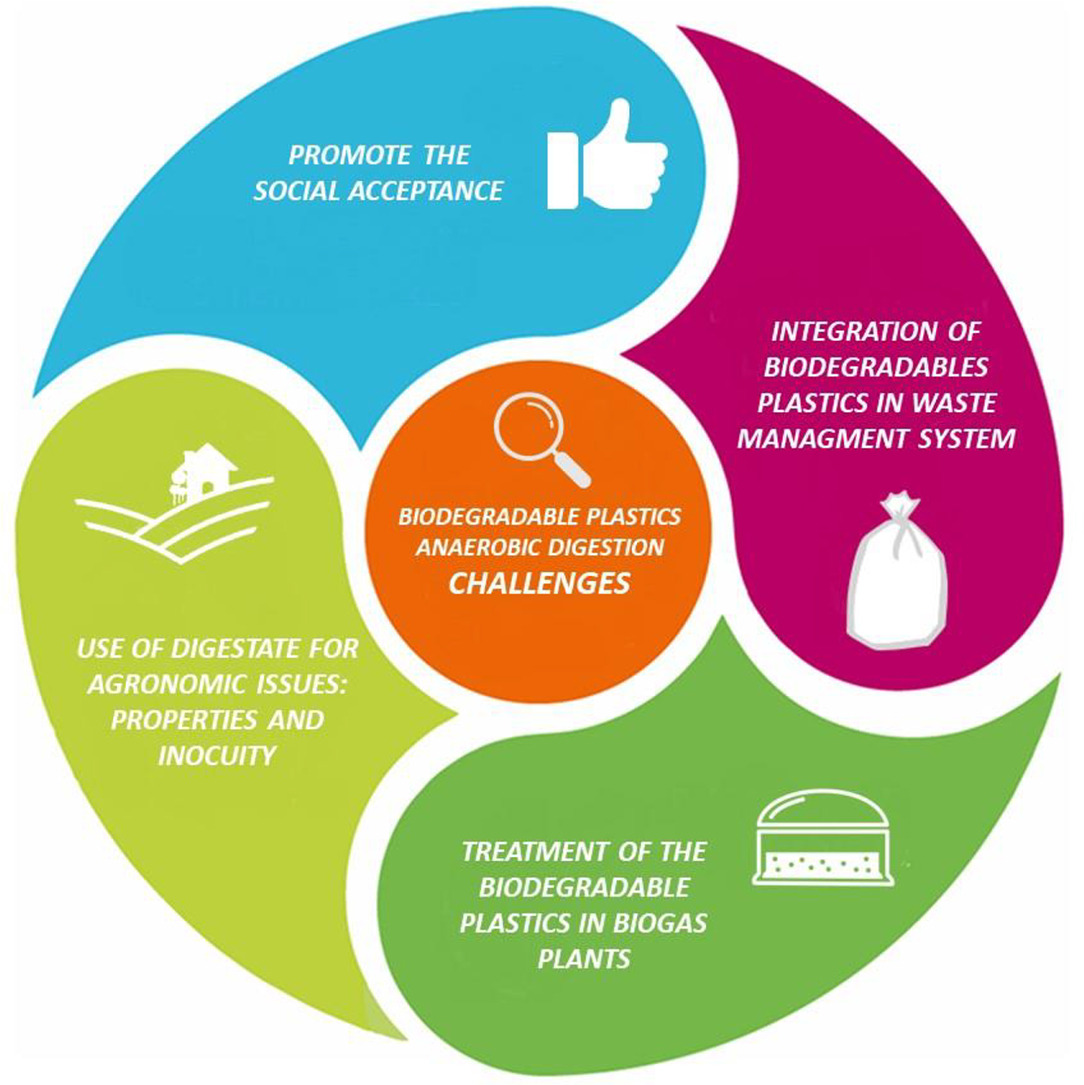 PROMOTE THE
SOCIAL ACCEPTANCE
INTEGRATION OF
BIODEGRADABLES
PLASTICS IN WASTE
MANAGMENT SYSTEM
BIODEGRADABLE PLASTICS
ANAEROBIC DIGESTION
CHALLENGES
USE OF DIGESTATE FOR
AGRONOMIC ISSUES:
PROPERTIES AND
INOCUITY
TREATMENT OF THE
BIODEGRADABLE
PLASTICS IN BIOGAS
PLANTS